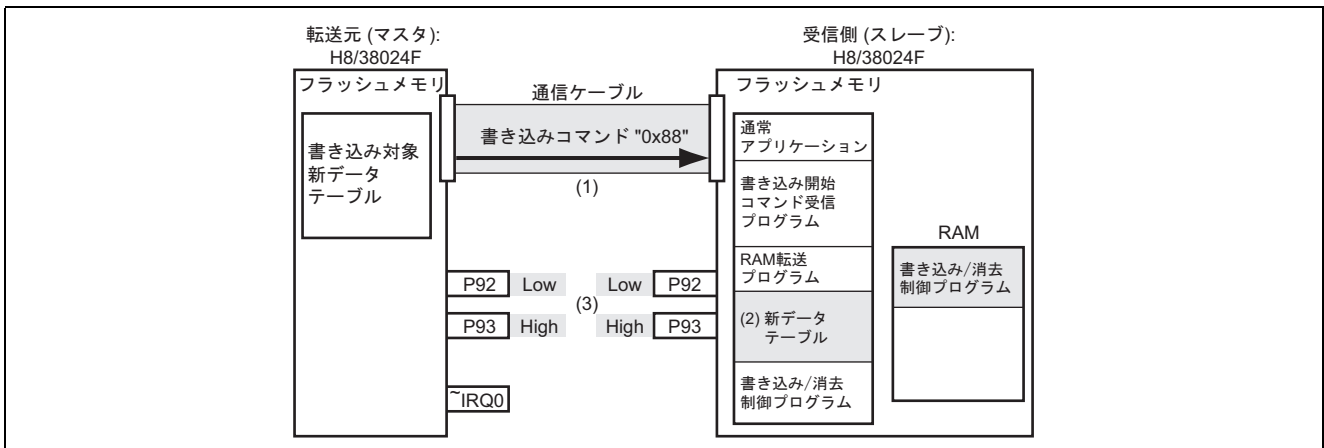 転送元 (マスタ):
H8/38024F
フラッシュメモリ
書き込み対象
新データ
テーブル
通信ケーブル
書き込みコマンド "0x88"
(1)
P92 Low
P93 High
(3)
Low P92
High P93
~IRQ0
受信側 (スレーブ):
H8/38024F
フラッシュメモリ
通常
アプリケーション
書き込み開始
コマンド受信
プログラム
RAM転送
プログラム
(2) 新データ
テーブル
書き込み/消去
制御プログラム
RAM
書き込み/消去
制御プログラム